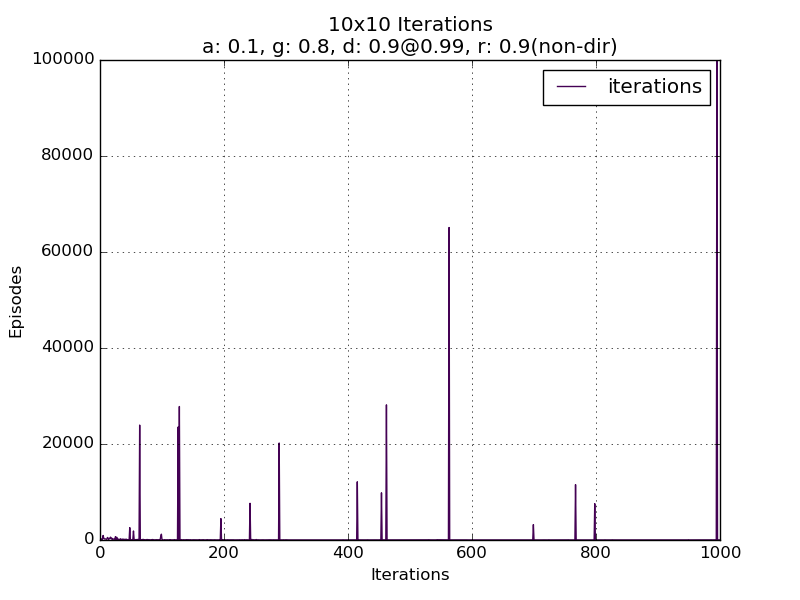 10x10 Iterations
a: 0.1, g: 0.8, d: 0.9@0.99, r: 0.9(non-dir)
100000
iterations
80000
60000
Episodes
40000
20000
0
0 200 400 600 800 1000
Iterations